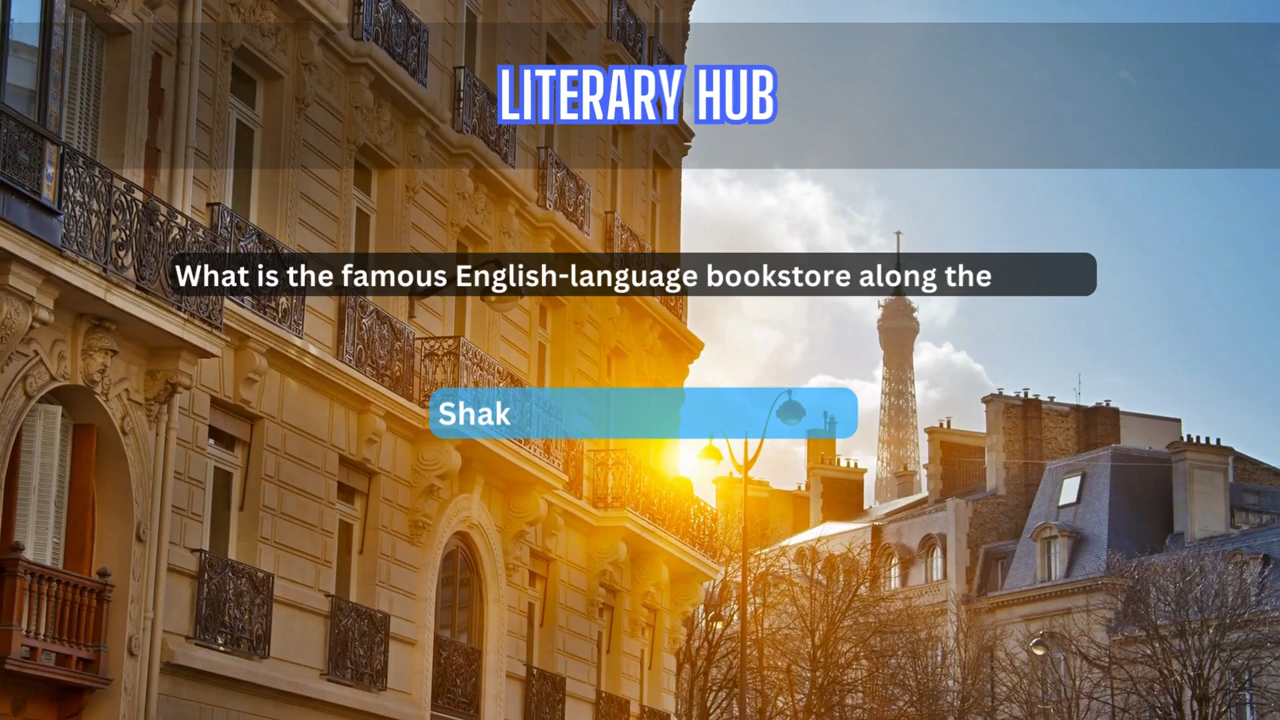 LITERARY HUB
What is the famous English-language bookstore along the
Shak